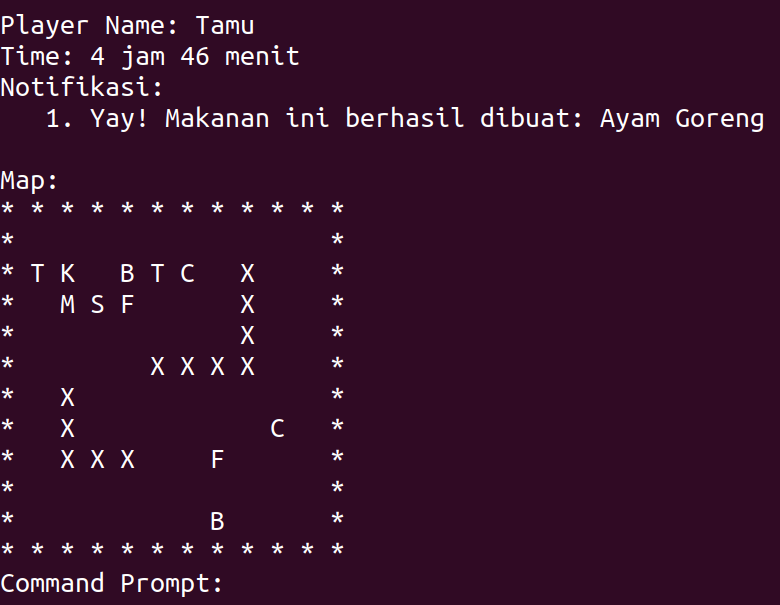 Player Name: Tamu
Time: 4 jam 46 menit
Notifikasi:
   1. Yay! Makanan ini berhasil dibuat: Ayam Goreng

Map:
* * * * * * * * * * * *
*                     *
* T K   B T C   X     *
*   M S F       X     *
*               X     *
*         X X X X     *
*   X                 *
*   X             C   *
*   X X X     F       *
*                     *
*             B       *
* * * * * * * * * * * *
Command Prompt: